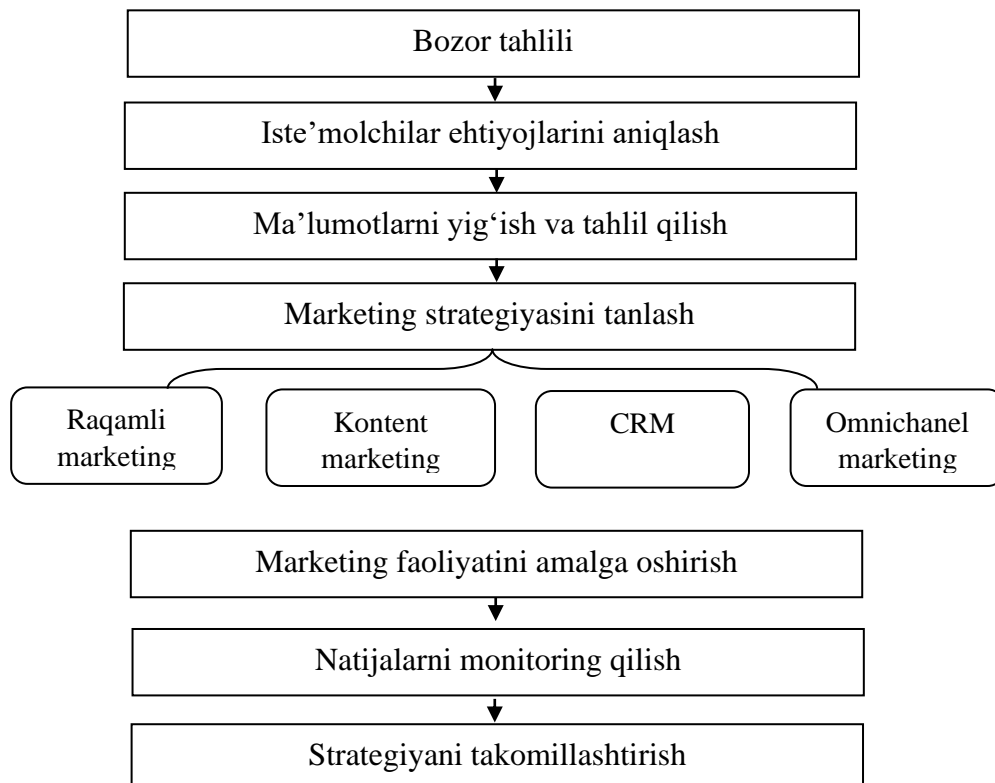 Bozor tahlili
Iste’molchilar ehtiyojlarini aniqlash
Ma’lumotlarni yig‘ish va tahlil qilish
Marketing strategiyasini tanlash
Raqamli
marketing
Kontent
marketing
CRM
Omnichanel
marketing
Marketing faoliyatini amalga oshirish
Natijalarni monitoring qilish
Strategiyani takomillashtirish